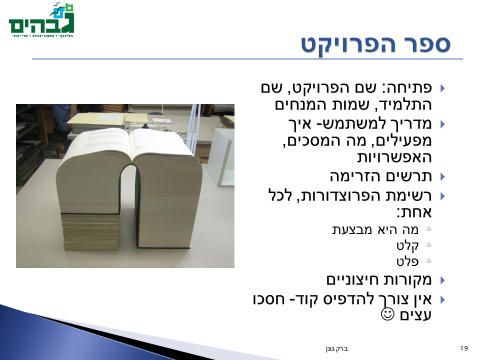 גבהים
ספר הפרויקט
פתיחה: שם הפרויקט, שם
התלמיד, שמות המנחים
מדריך למשתמש- איך
מפעילים, מה המסכים,
האפשרויות
תרשים הזרימה
רשימת הפרוצדורות, לכל
אחת:
מה היא מבצעת
קלט
פלט
מקורות חיצוניים
אין צורך להדפיס קוד- חסכו
עצים ☺
ברק גונן
19